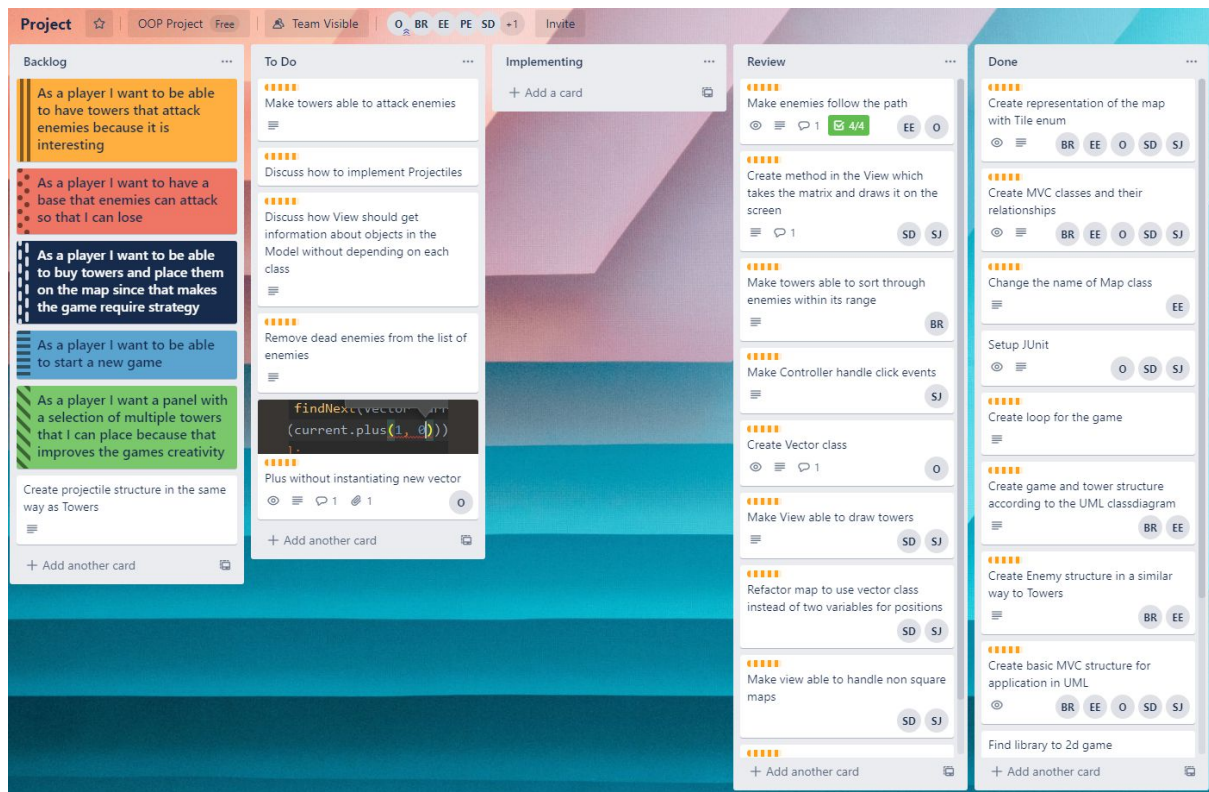 Project
OOP Project Free
Team Visible
O BR EE PE SD +1
Invite
Backlog
As a player I want to be able
to have towers that attack
enemies because it is
interesting
As a player I want to have a
base that enemies can attack
so that I can lose
As a player I want to be able
to buy towers and place them
on the map since that makes
the game require strategy
As a player I want to be able
to start a new game
As a player I want a panel with
a selection of multiple towers
that I can place because that
improves the games creativity
Create projectile structure in the same
way as Towers
+ Add another card
To Do
Make towers able to attack enemies
Discuss how to implement Projectiles
Discuss how View should get
information about objects in the
Model without depending on each
class
Remove dead enemies from the list of
enemies
findNext(Vector
(current.plus(1, 0)))
Plus without instantiating new vector
1 1
O
+ Add another card
Implementing
+ Add a card
Review
Make enemies follow the path
1 4/4 EE O
Create method in the View which
takes the matrix and draws it on the
screen
1 SD SJ
Make towers able to sort through
enemies within its range
BR
Make Controller handle click events
SJ
Create Vector class
1 O
Make View able to draw towers
SD SJ
Refactor map to use vector class
instead of two variables for positions
SD SJ
Make view able to handle non square
maps
SD SJ
+ Add another card
Done
Create representation of the map
with Tile enum
BR EE O SD SJ
Create MVC classes and their
relationships
BR EE O SD SJ
Change the name of Map class
EE
Setup JUnit
O SD SJ
Create loop for the game
Create game and tower structure
according to the UML classdiagram
BR EE
Create Enemy structure in a similar
way to Towers
BR EE
Create basic MVC structure for
application in UML
BR EE O SD SJ
Find library to 2d game
+ Add another card